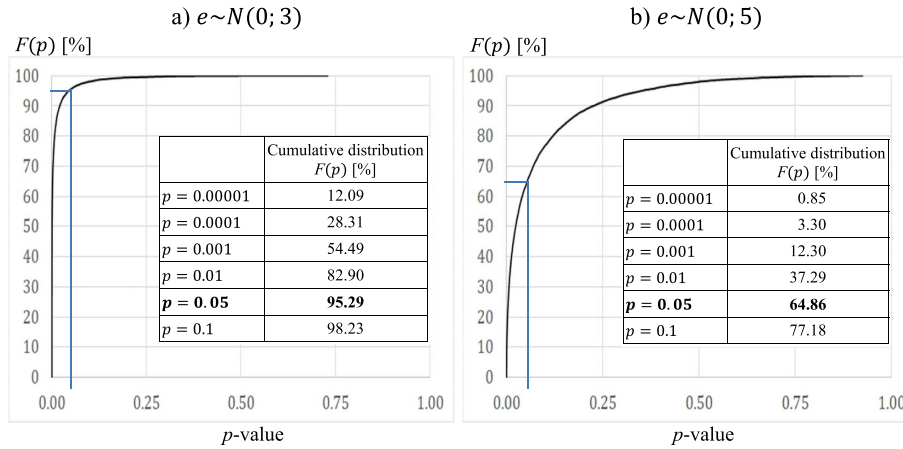 a) e~N(0; 3)
F(p) [%]
100
90
80
70
60
50
40
30
20
10
0
0.00 0.25 0.50 0.75 1.00
p-value
Cumulative distribution
F(p) [%]
p = 0.00001 12.09
p = 0.0001 28.31
p = 0.001 54.49
p = 0.01 82.90
p = 0.05 95.29
p = 0.1 98.23
b) e~N(0; 5)
F(p) [%]
100
90
80
70
60
50
40
30
20
10
0
0.00 0.25 0.50 0.75 1.00
p-value
Cumulative distribution
F(p) [%]
p = 0.00001 0.85
p = 0.0001 3.30
p = 0.001 12.30
p = 0.01 37.29
p = 0.05 64.86
p = 0.1 77.18